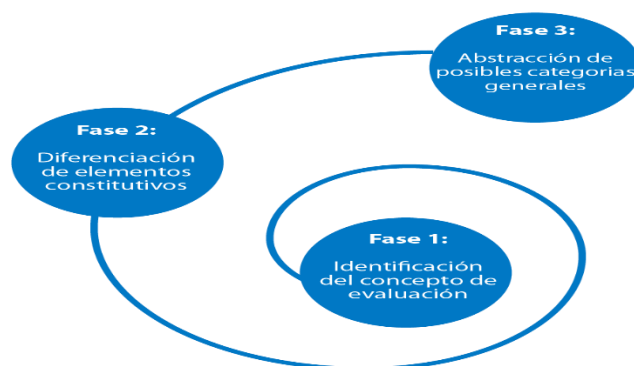 Fase 3:
Abstracción de
posibles categorias
generales
Fase 2:
Diferenciación
de elementos
constitutivos
Fase 1:
Identificación
del concepto de
evaluación